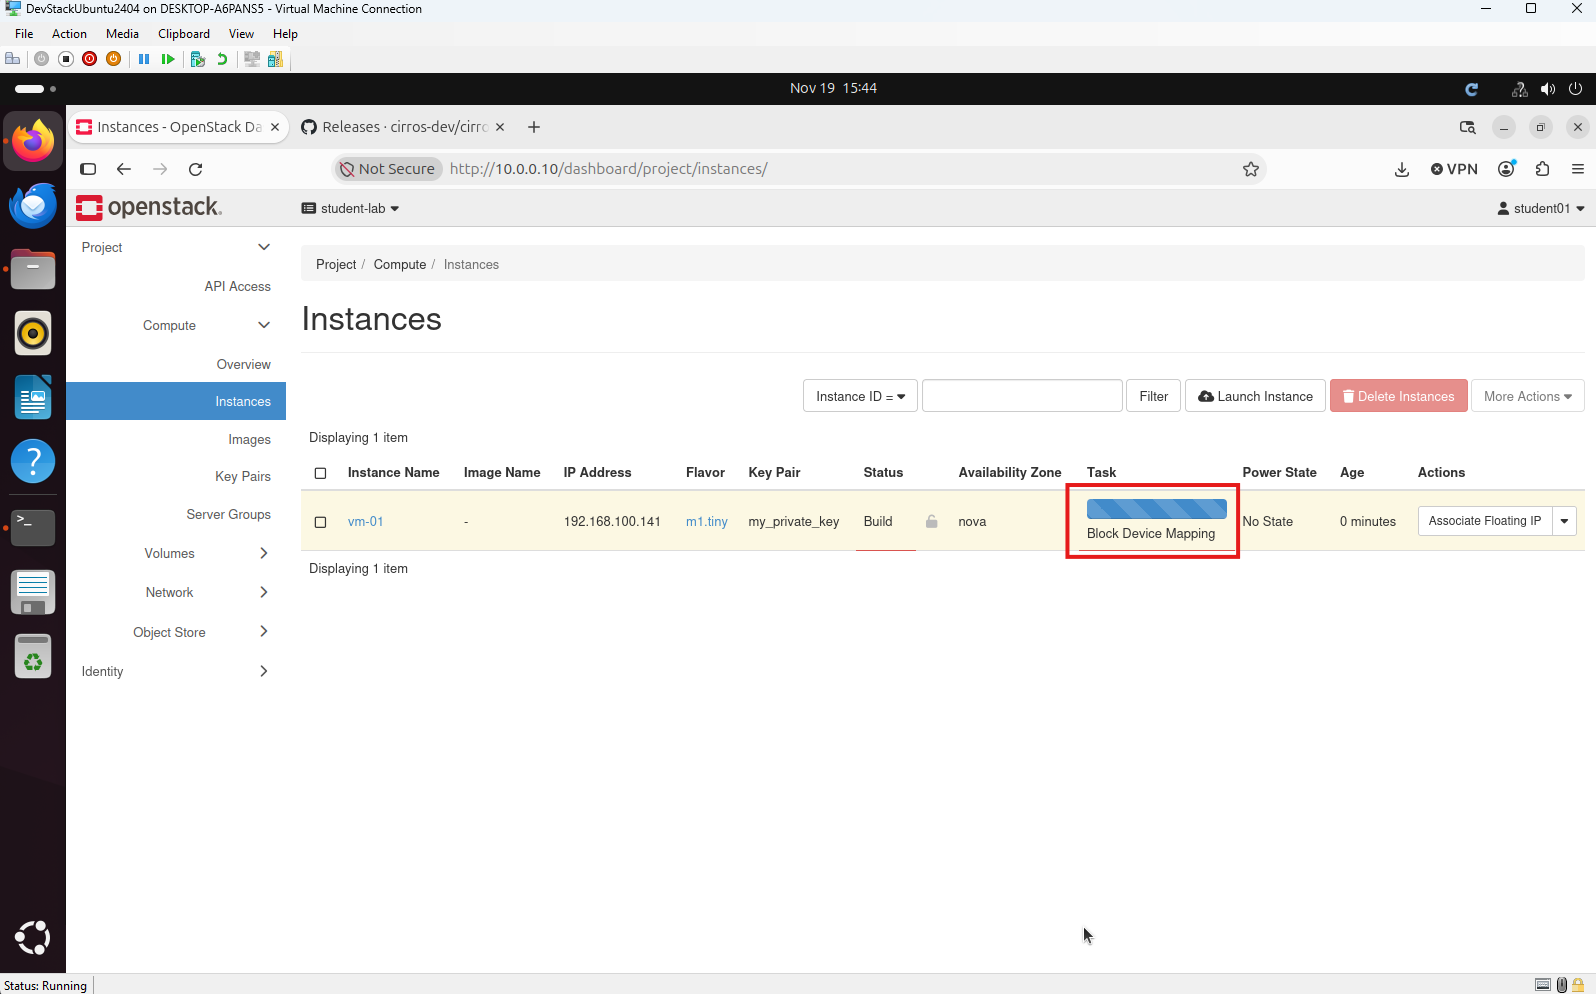 DevStackUbuntu2404 on DESKTOP-A6PANS5 - Virtual Machine Connection
File Action Media Clipboard View Help
Nov 19 15:44
Instances - OpenStack Da
Releases · cirros-dev/cirro
Not Secure http://10.0.0.10/dashboard/project/instances/
VPN
openstack.
student-lab
student01
Project
API Access
Compute
Overview
Instances
Images
Key Pairs
Server Groups
Volumes
Network
Object Store
Identity
Project / Compute / Instances
Instances
Instance ID = Filter Launch Instance Delete Instances More Actions
Displaying 1 item
Instance Name Image Name IP Address Flavor Key Pair Status Availability Zone Task Power State Age Actions
vm-01 - 192.168.100.141 m1.tiny my_private_key Build nova Block Device Mapping No State 0 minutes Associate Floating IP
Displaying 1 item
Status: Running